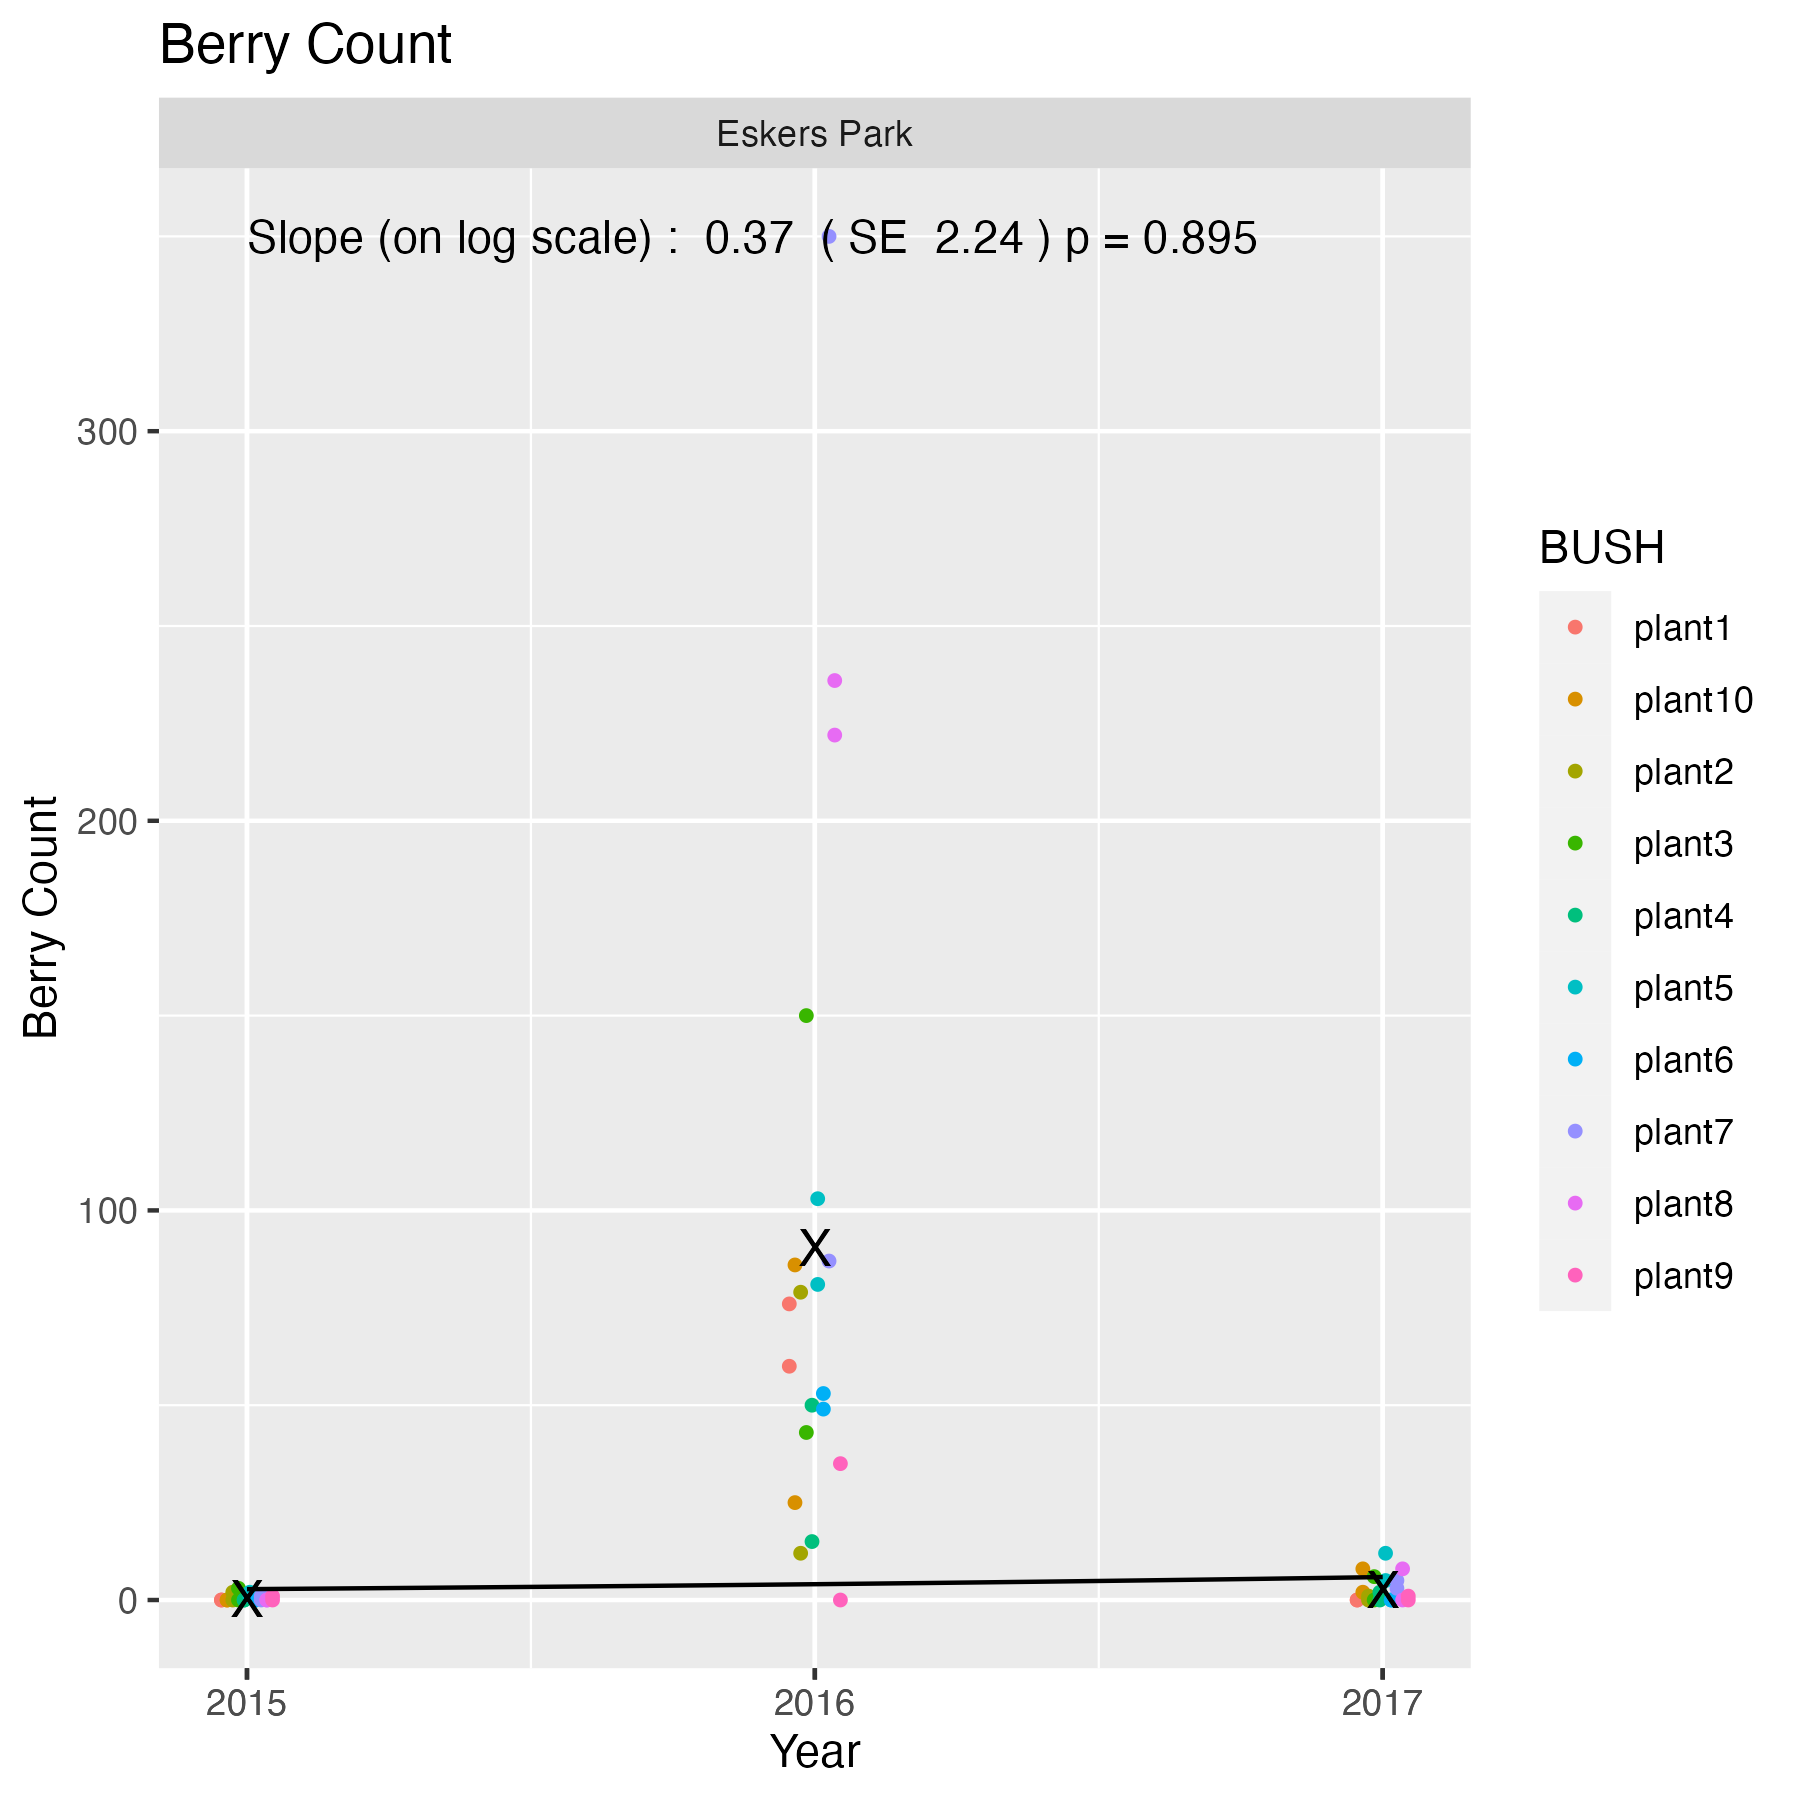 Berry Count
Eskers Park
Slope (on log scale) :  0.37  ( SE  2.24 ) p = 0.895
300
200
100
0
Berry Count
X
X
X
2015
2016
2017
Year
BUSH
plant1
plant10
plant2
plant3
plant4
plant5
plant6
plant7
plant8
plant9